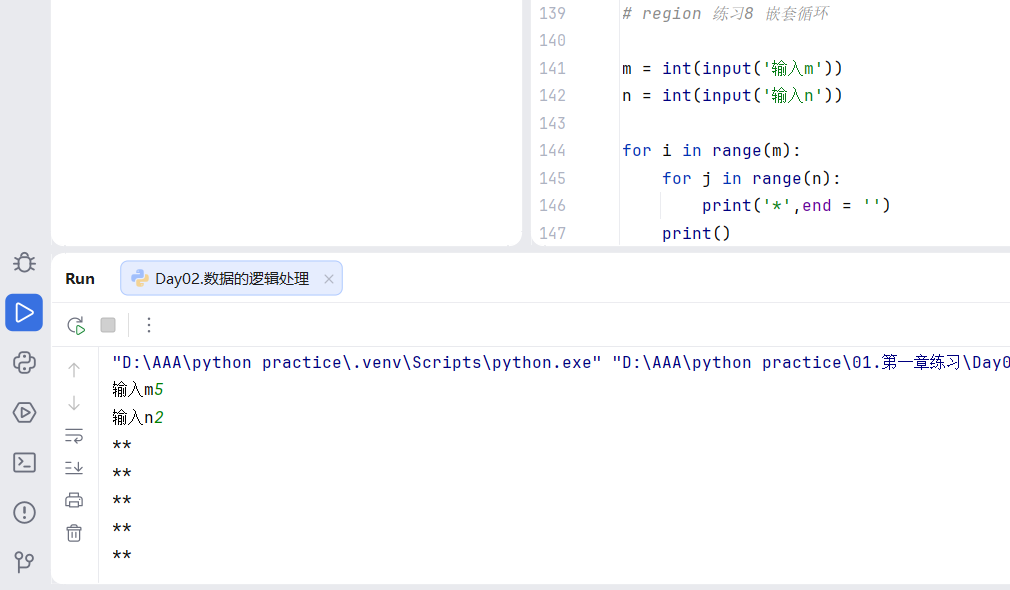 139 # region 练习8 嵌套循环
140
141 m = int(input('输入m'))
142 n = int(input('输入n'))
143
144 for i in range(m):
145     for j in range(n):
146         print('*',end = '')
147     print()
Run Day02.数据的逻辑处理
"D:\AAA\python practice\.venv\Scripts\python.exe" "D:\AAA\python practice\01.第一章练习\Day0
输入m5
输入n2
**
**
**
**
**